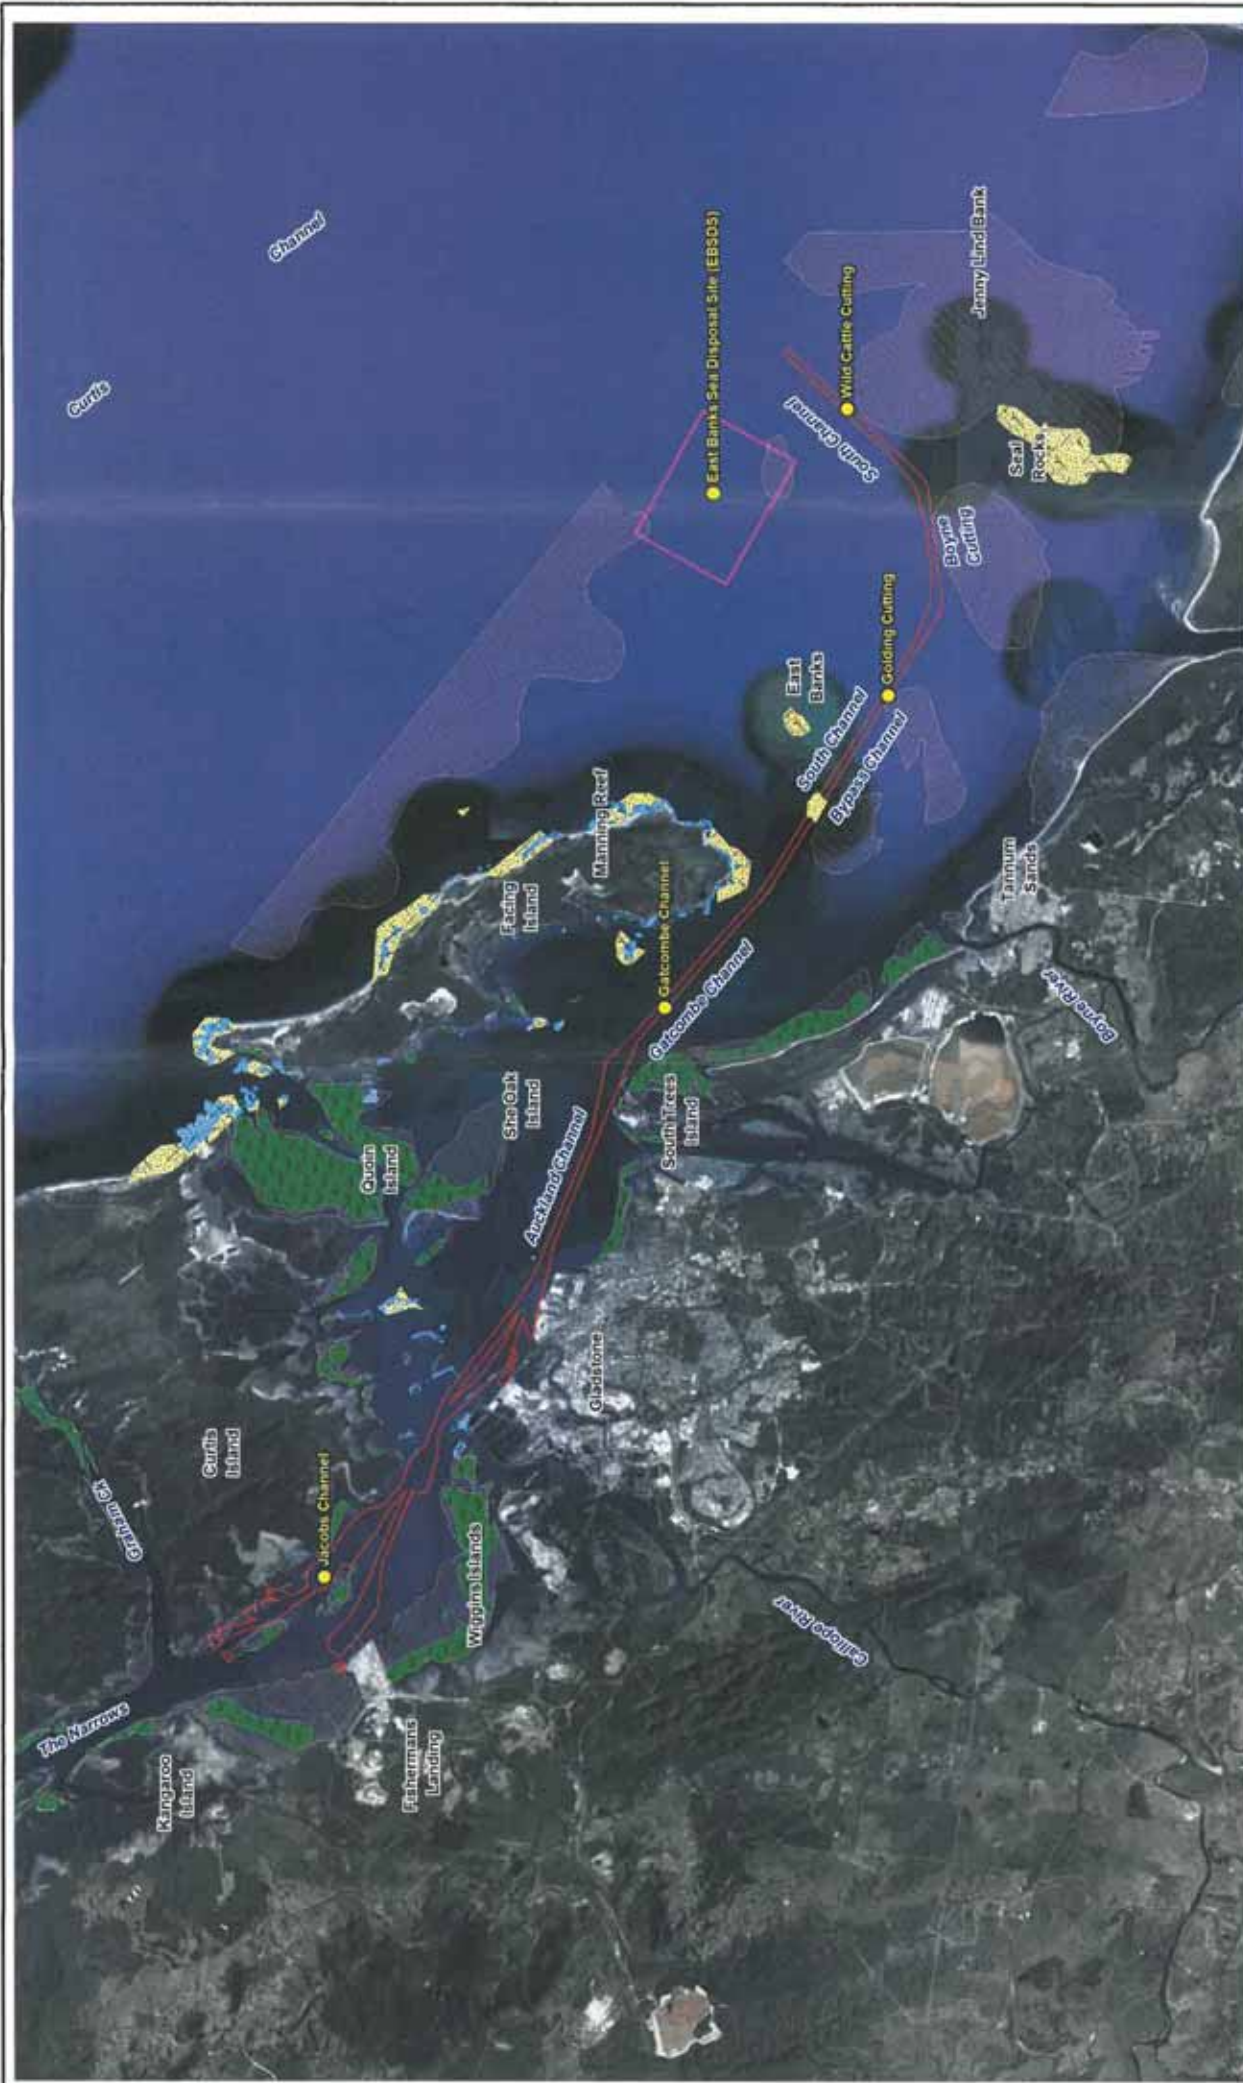 The Narrows
Curtis
Graham Ck
Kangaroo
Island
Curtis
Island
Channel
Jacobs Channel
Quoin
Island
Fishermans
Landing
Wiggins Islands
Facing
Island
She Oak
Island
Auckland Channel
Gladstone
Manning Reef
Gatcombe Channel
South Trees
Island
Gatcombe Channel
East Banks Sea Disposal Site (EBSDS)
East
Banks
Calliope River
South Channel
South Channel
Wild Cattle Cutting
Bypass Channel
Golding Cutting
Boyne
Cutting
Jenny Lind Bank
Tannum
Sands
Seal
Rocks
Boyne River